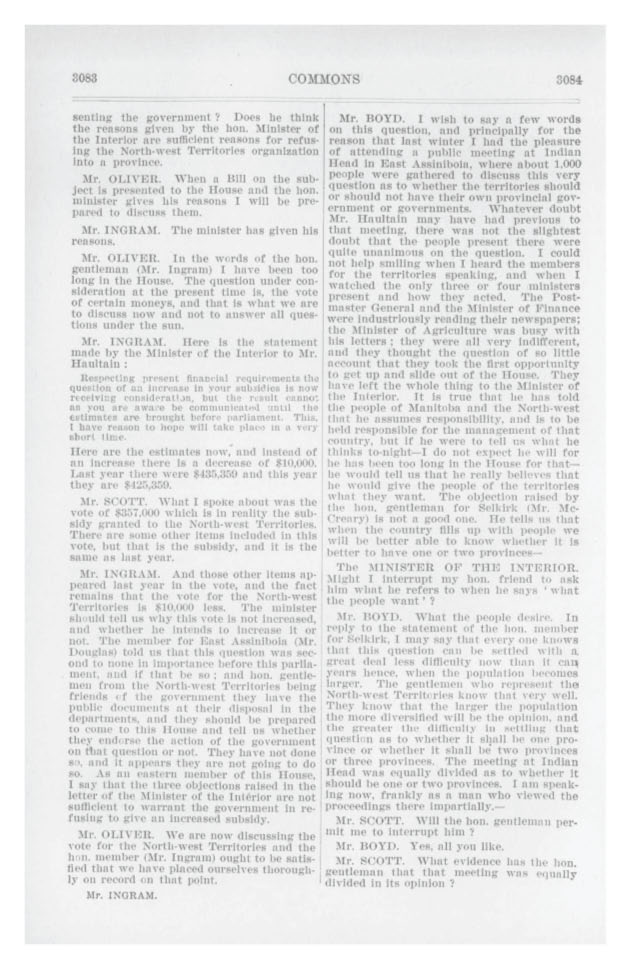 3083
COMMONS
3084
senting the government ? Does he think
the reasons given by the hon. Minister of
the Interior are sufficient reasons for refus-
ing the North-west Territories organization
into a province.
Mr. OLIVER. When a Bill on the sub-
ject is presented to the House and the hon.
minister gives his reasons I will be pre-
pared to discuss them.
Mr. INGRAM. The minister has given his
reasons.
Mr. OLIVER. In the words of the hon.
gentleman (Mr. Ingram) I have been too
long in the House. The question under con-
sideration at the present time is, the vote
of certain moneys, and that is what we are
to discuss now and not to answer all ques-
tions under the sun.
Mr. INGRAM. Here is the statement
made by the Minister of the Interior to Mr.
Haultain :
Respecting present financial requirements the
question of an increase in your subsidies is now
receiving consideration, but the result cannot
as you are aware be communicated until the
estimates are brought before parliament. This,
I have reason to hope will take place in a very
short time.
Here are the estimates now, and instead of
an increase there is a decrease of $10,000.
Last year there were $435,359 and this year
they are $425,359.
Mr. SCOTT. What I spoke about was the
vote of $357,000 which is in reality the sub-
sidy granted to the North-west Territories.
There are some other items included in this
vote, but that is the subsidy, and it is the
same as last year.
Mr. INGRAM. And those other items ap-
peared last year in the vote, and the fact
remains that the vote for the North-west
Territories is $10,000 less. The minister
should tell us why this vote is not increased,
and whether he intends to increase it or
not. The member for East Assiniboia (Mr.
Douglas) told us that this question was sec-
ond to none in importance before this parlia-
ment, and if that be so ; and hon. gentle-
men from the North-west Territories being
friends of the government they have the
public documents at their disposal in the
departments, and they should be prepared
to come to this House and tell us whether
they endorse the action of the government
on that question or not. They have not done
so, and it appears they are not going to do
so. As an eastern member of this House,
I say that the three objections raised in the
letter of the Minister of the Interior are not
sufficient to warrant the government in re-
fusing to give an increased subsidy.
Mr. OLIVER. We are now discussing the
vote for the North-west Territories and the
hon. member (Mr. Ingram) ought to be satis-
fied that we have placed ourselves thorough-
ly on record on that point.
Mr. INGRAM.
Mr. BOYD. I wish to say a few words
on this question, and principally for the
reason that last winter I had the pleasure
of attending a public meeting at Indian
Head in East Assiniboia, where about 1,000
people were gathered to discuss this very
question as to whether the territories should
or should not have their own provincial gov-
ernment or governments. Whatever doubt
Mr. Haultain may have had previous to
that meeting, there was not the slightest
doubt that the people present there were
quite unanimous on the question. I could
not help smiling when I heard the members
for the territories speaking, and when I
watched the only three or four ministers
present and how they acted. The Post-
master General and the Minister of Finance
were industriously reading their newspapers;
the Minister of Agriculture was busy with
his letters ; they were all very indifferent,
and they thought the question of so little
account that they took the first opportunity
to get up and slide out of the House. They
have left the whole thing to the Minister of
the Interior. It is true that he has told
the people of Manitoba and the North-west
that he assumes responsibility, and is to be
held responsible for the management of that
country, but if he were to tell us what he
thinks to-night—I do not expect he will for
he has been too long in the House for that—
he would tell us that he really believes that
he would give the people of the territories
what they want. The objection raised by
the hon. gentleman for Selkirk (Mr. Mc-
Creary) is not a good one. He tells us that
when the country fills up with people we
will be better able to know whether it is
better to have one or two provinces—
The MINISTER OF THE INTERIOR.
Might I interrupt my hon. friend to ask
him what he refers to when he says ' what
the people want ' ?
Mr. BOYD. What the people desire. In
reply to the statement of the hon. member
for Selkirk, I may say that every one knows
that this question can be settled with a
great deal less difficulty now than it can
years hence, when the population becomes
larger. The gentlemen who represent the
North-west Territories know that very well.
They know that the larger the population
the more diversified will be the opinion, and
the greater the difficulty in settling that
question as to whether it shall be one pro-
vince or whether it shall be two provinces
or three provinces. The meeting at Indian
Head was equally divided as to whether it
should be one or two provinces. I am speak-
ing now, frankly as a man who viewed the
proceedings there impartially.—
Mr. SCOTT. Will the hon. gentleman per-
mit me to interrupt him ?
Mr. BOYD. Yes, all you like.
Mr. SCOTT. What evidence has the hon.
gentleman that that meeting was equally
divided in its opinion ?